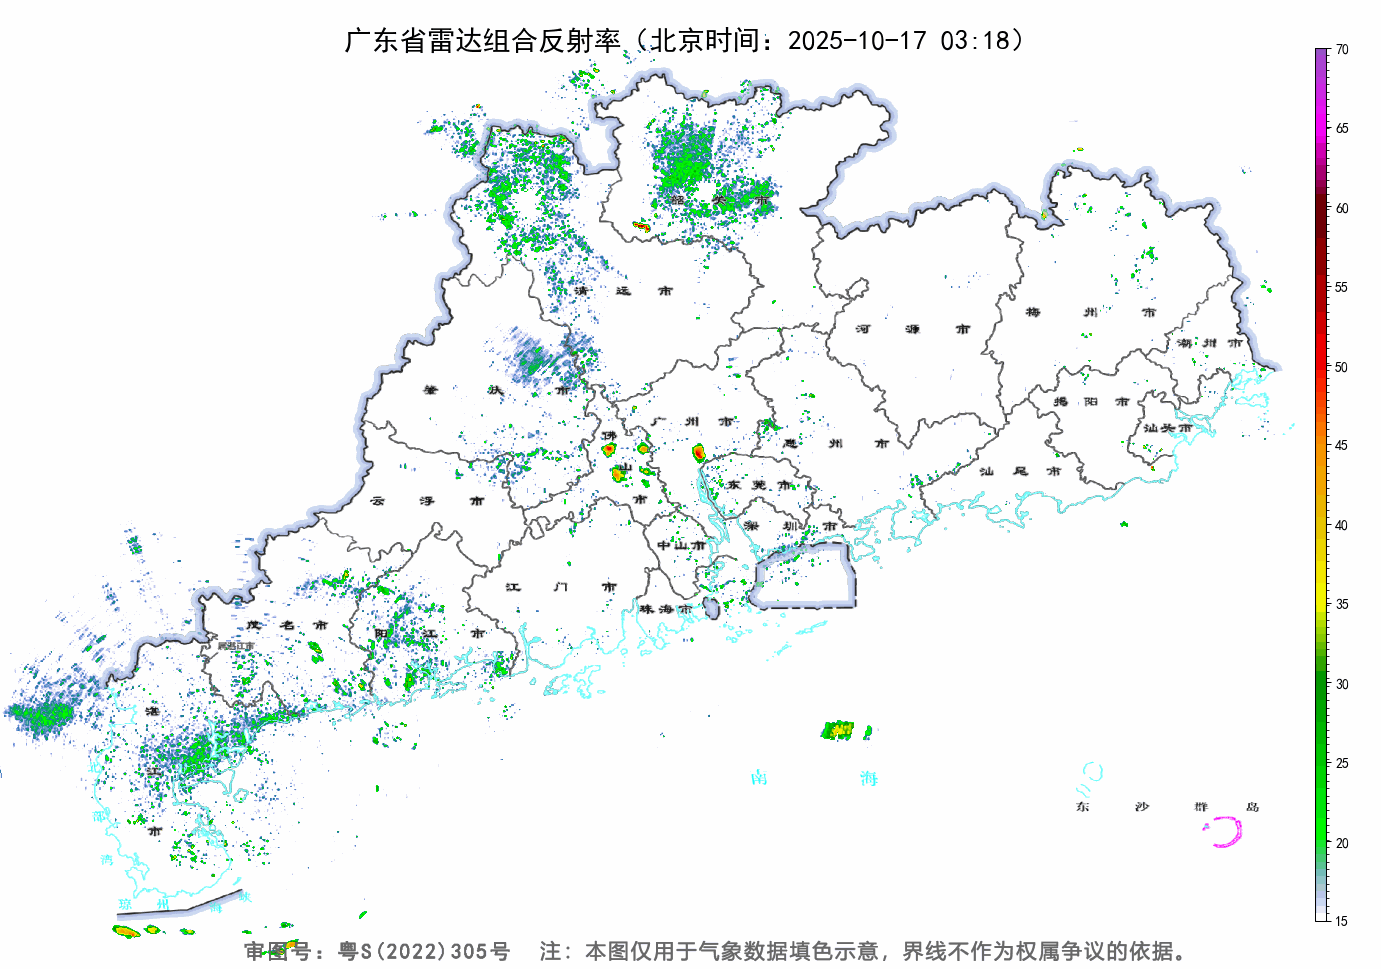 广东省雷达组合反射率（北京时间：2025-10-17 03:18）
70
65
60
55
50
45
40
35
30
25
20
15
韶关市
清远市
河源市
梅州市
潮州市
肇庆市
广州市
佛山市
惠州市
揭阳市
汕头市
汕尾市
云浮市
东莞市
深圳市
中山市
江门市
珠海市
茂名市
阳江市
湛江市
南海
东沙群岛
琼州海峡
审图号：粤S(2022)305号 注：本图仅用于气象数据填色示意，界线不作为权属争议的依据。